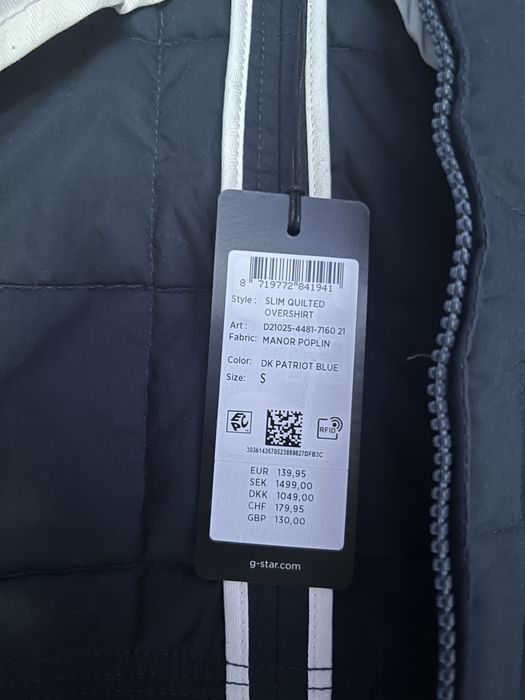 8 719772 841941
Style : SLIM QUILTED
OVERSHIRT
Art : D21025-4481-7160 21
Fabric: MANOR POPLIN
Color: DK PATRIOT BLUE
Size: S
RFID
3036143670523889827DFB3C
EUR 139,95
SEK 1499,00
DKK 1049,00
CHF 179,95
GBP 130,00
g-star.com